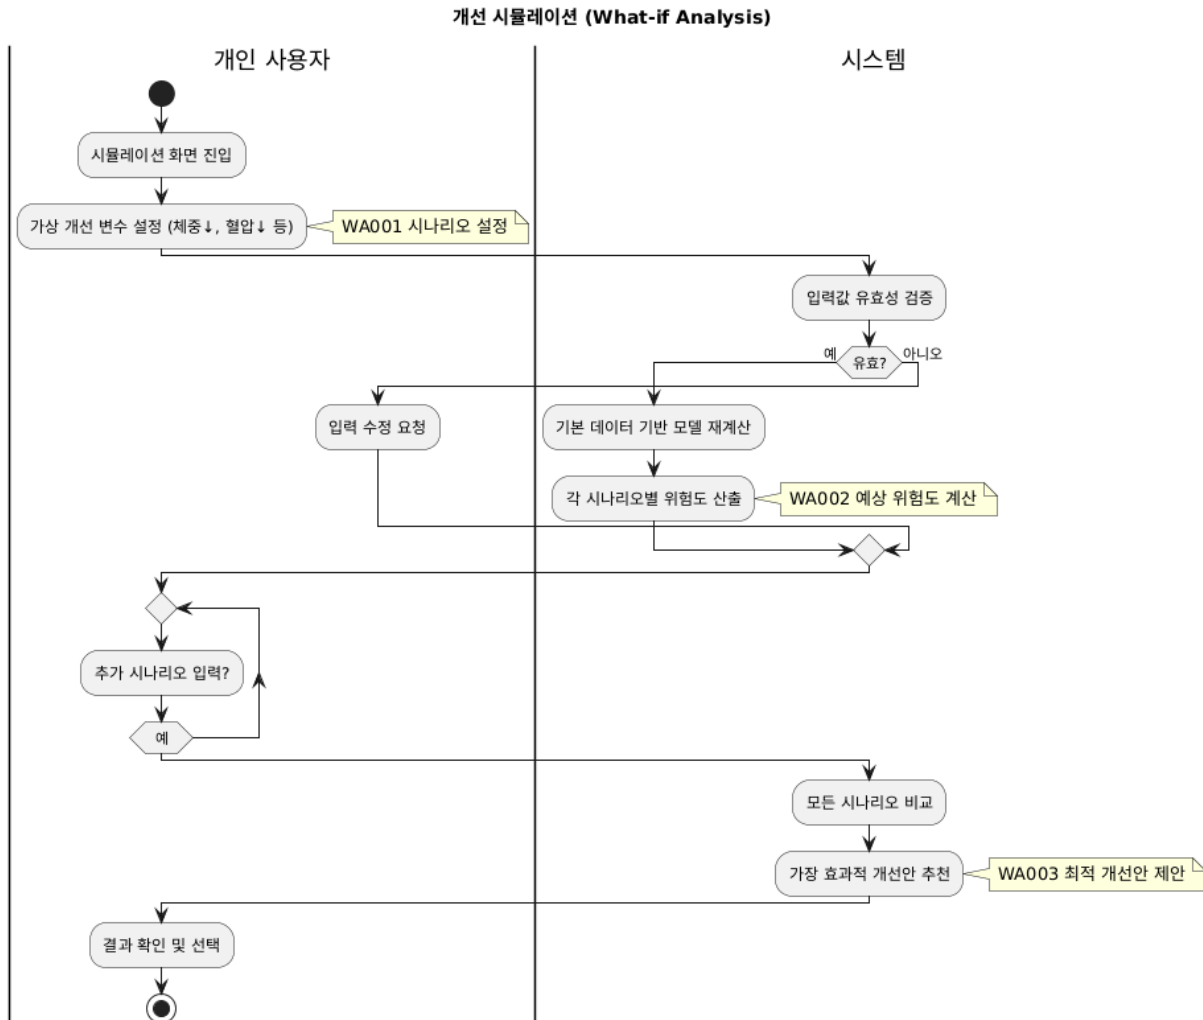 개선 시뮬레이션 (What-if Analysis)
개인 사용자
시스템
시뮬레이션 화면 진입
가상 개선 변수 설정 (체중↓, 혈압↓ 등)
WA001 시나리오 설정
입력값 유효성 검증
예
유효?
아니오
입력 수정 요청
기본 데이터 기반 모델 재계산
각 시나리오별 위험도 산출
WA002 예상 위험도 계산
추가 시나리오 입력?
예
모든 시나리오 비교
가장 효과적 개선안 추천
WA003 최적 개선안 제안
결과 확인 및 선택